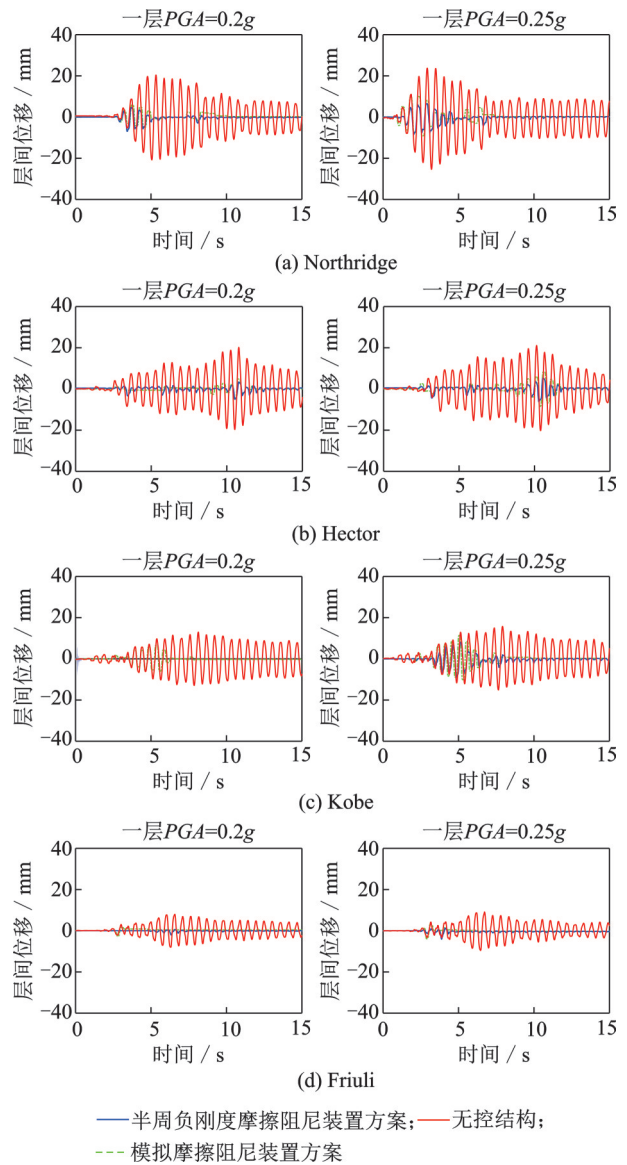 一层PGA=0.2g 一层PGA=0.25g
层间位移 / mm
40
20
0
−20
−40
0 5 10 15
时间 / s
层间位移 / mm
40
20
0
−20
−40
0 5 10 15
时间 / s
(a) Northridge
一层PGA=0.2g 一层PGA=0.25g
层间位移 / mm
40
20
0
−20
−40
0 5 10 15
时间 / s
层间位移 / mm
40
20
0
−20
−40
0 5 10 15
时间 / s
(b) Hector
一层PGA=0.2g 一层PGA=0.25g
层间位移 / mm
40
20
0
−20
−40
0 5 10 15
时间 / s
层间位移 / mm
40
20
0
−20
−40
0 5 10 15
时间 / s
(c) Kobe
一层PGA=0.2g 一层PGA=0.25g
层间位移 / mm
40
20
0
−20
−40
0 5 10 15
时间 / s
层间位移 / mm
40
20
0
−20
−40
0 5 10 15
时间 / s
(d) Friuli
半周负刚度摩擦阻尼装置方案; 无控结构;
模拟摩擦阻尼装置方案